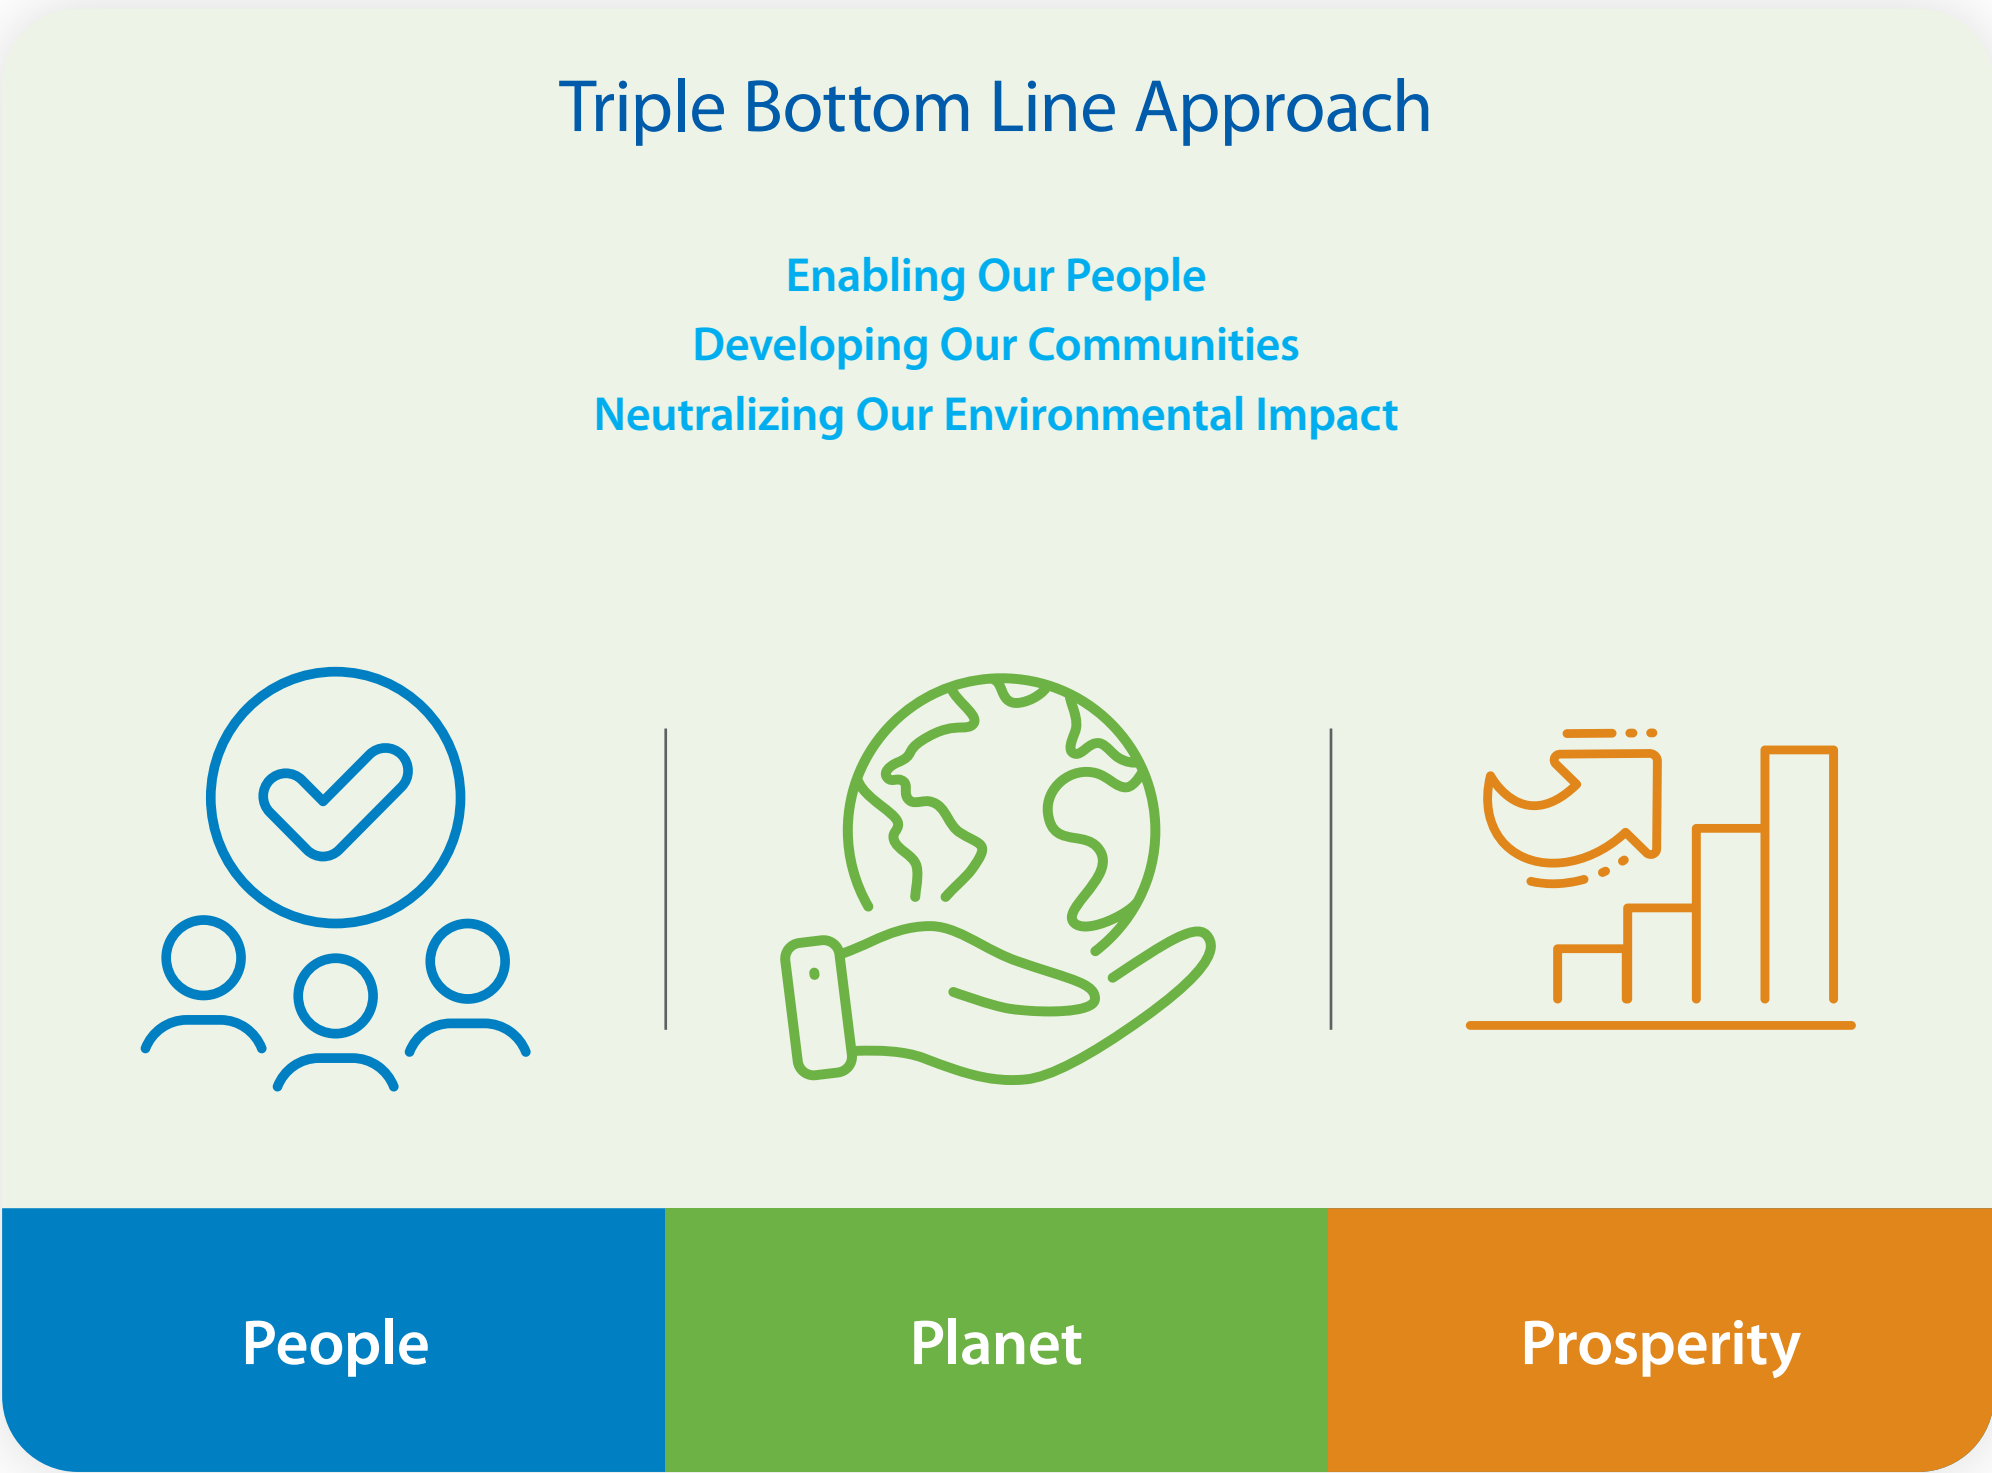 Triple Bottom Line Approach
Enabling Our People
Developing Our Communities
Neutralizing Our Environmental Impact
People
Planet
Prosperity